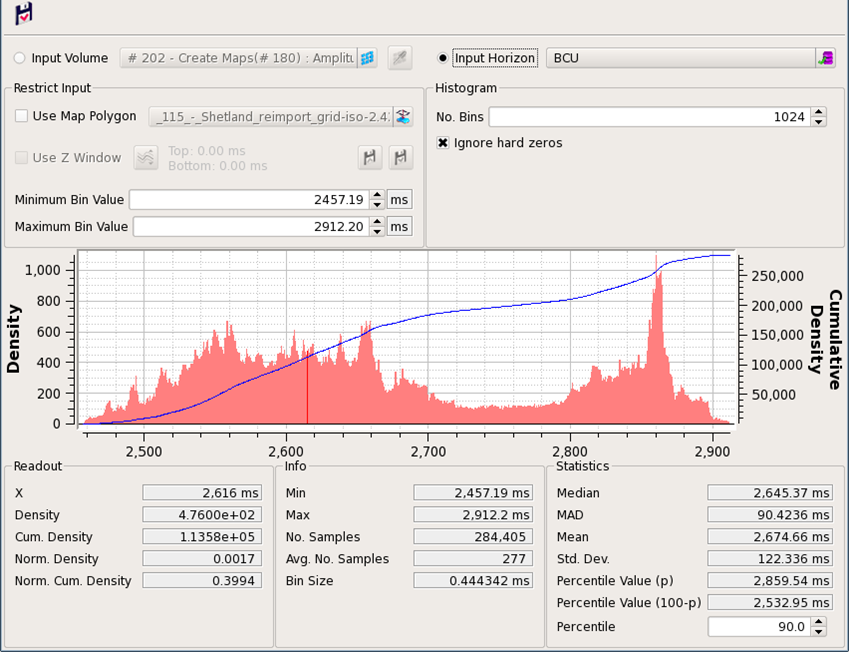 Input Volume # 202 - Create Maps(# 180) : Amplitu Input Horizon BCU
Restrict Input Histogram
Use Map Polygon _115_-_Shetland_reimport_grid-iso-2.4: No. Bins 1024
Ignore hard zeros
Use Z Window Top: 0.00 ms
Bottom: 0.00 ms
Minimum Bin Value 2457.19 ms
Maximum Bin Value 2912.20 ms
Density
1,000
800
600
400
200
0
2,500 2,600 2,700 2,800 2,900
250,000
200,000
150,000
100,000
50,000
Cumulative
Density
Readout
X 2,616 ms
Density 4.7600e+02
Cum. Density 1.1358e+05
Norm. Density 0.0017
Norm. Cum. Density 0.3994
Info
Min 2,457.19 ms
Max 2,912.2 ms
No. Samples 284,405
Avg. No. Samples 277
Bin Size 0.444342 ms
Statistics
Median 2,645.37 ms
MAD 90.4236 ms
Mean 2,674.66 ms
Std. Dev. 122.336 ms
Percentile Value (p) 2,859.54 ms
Percentile Value (100-p) 2,532.95 ms
Percentile 90.0